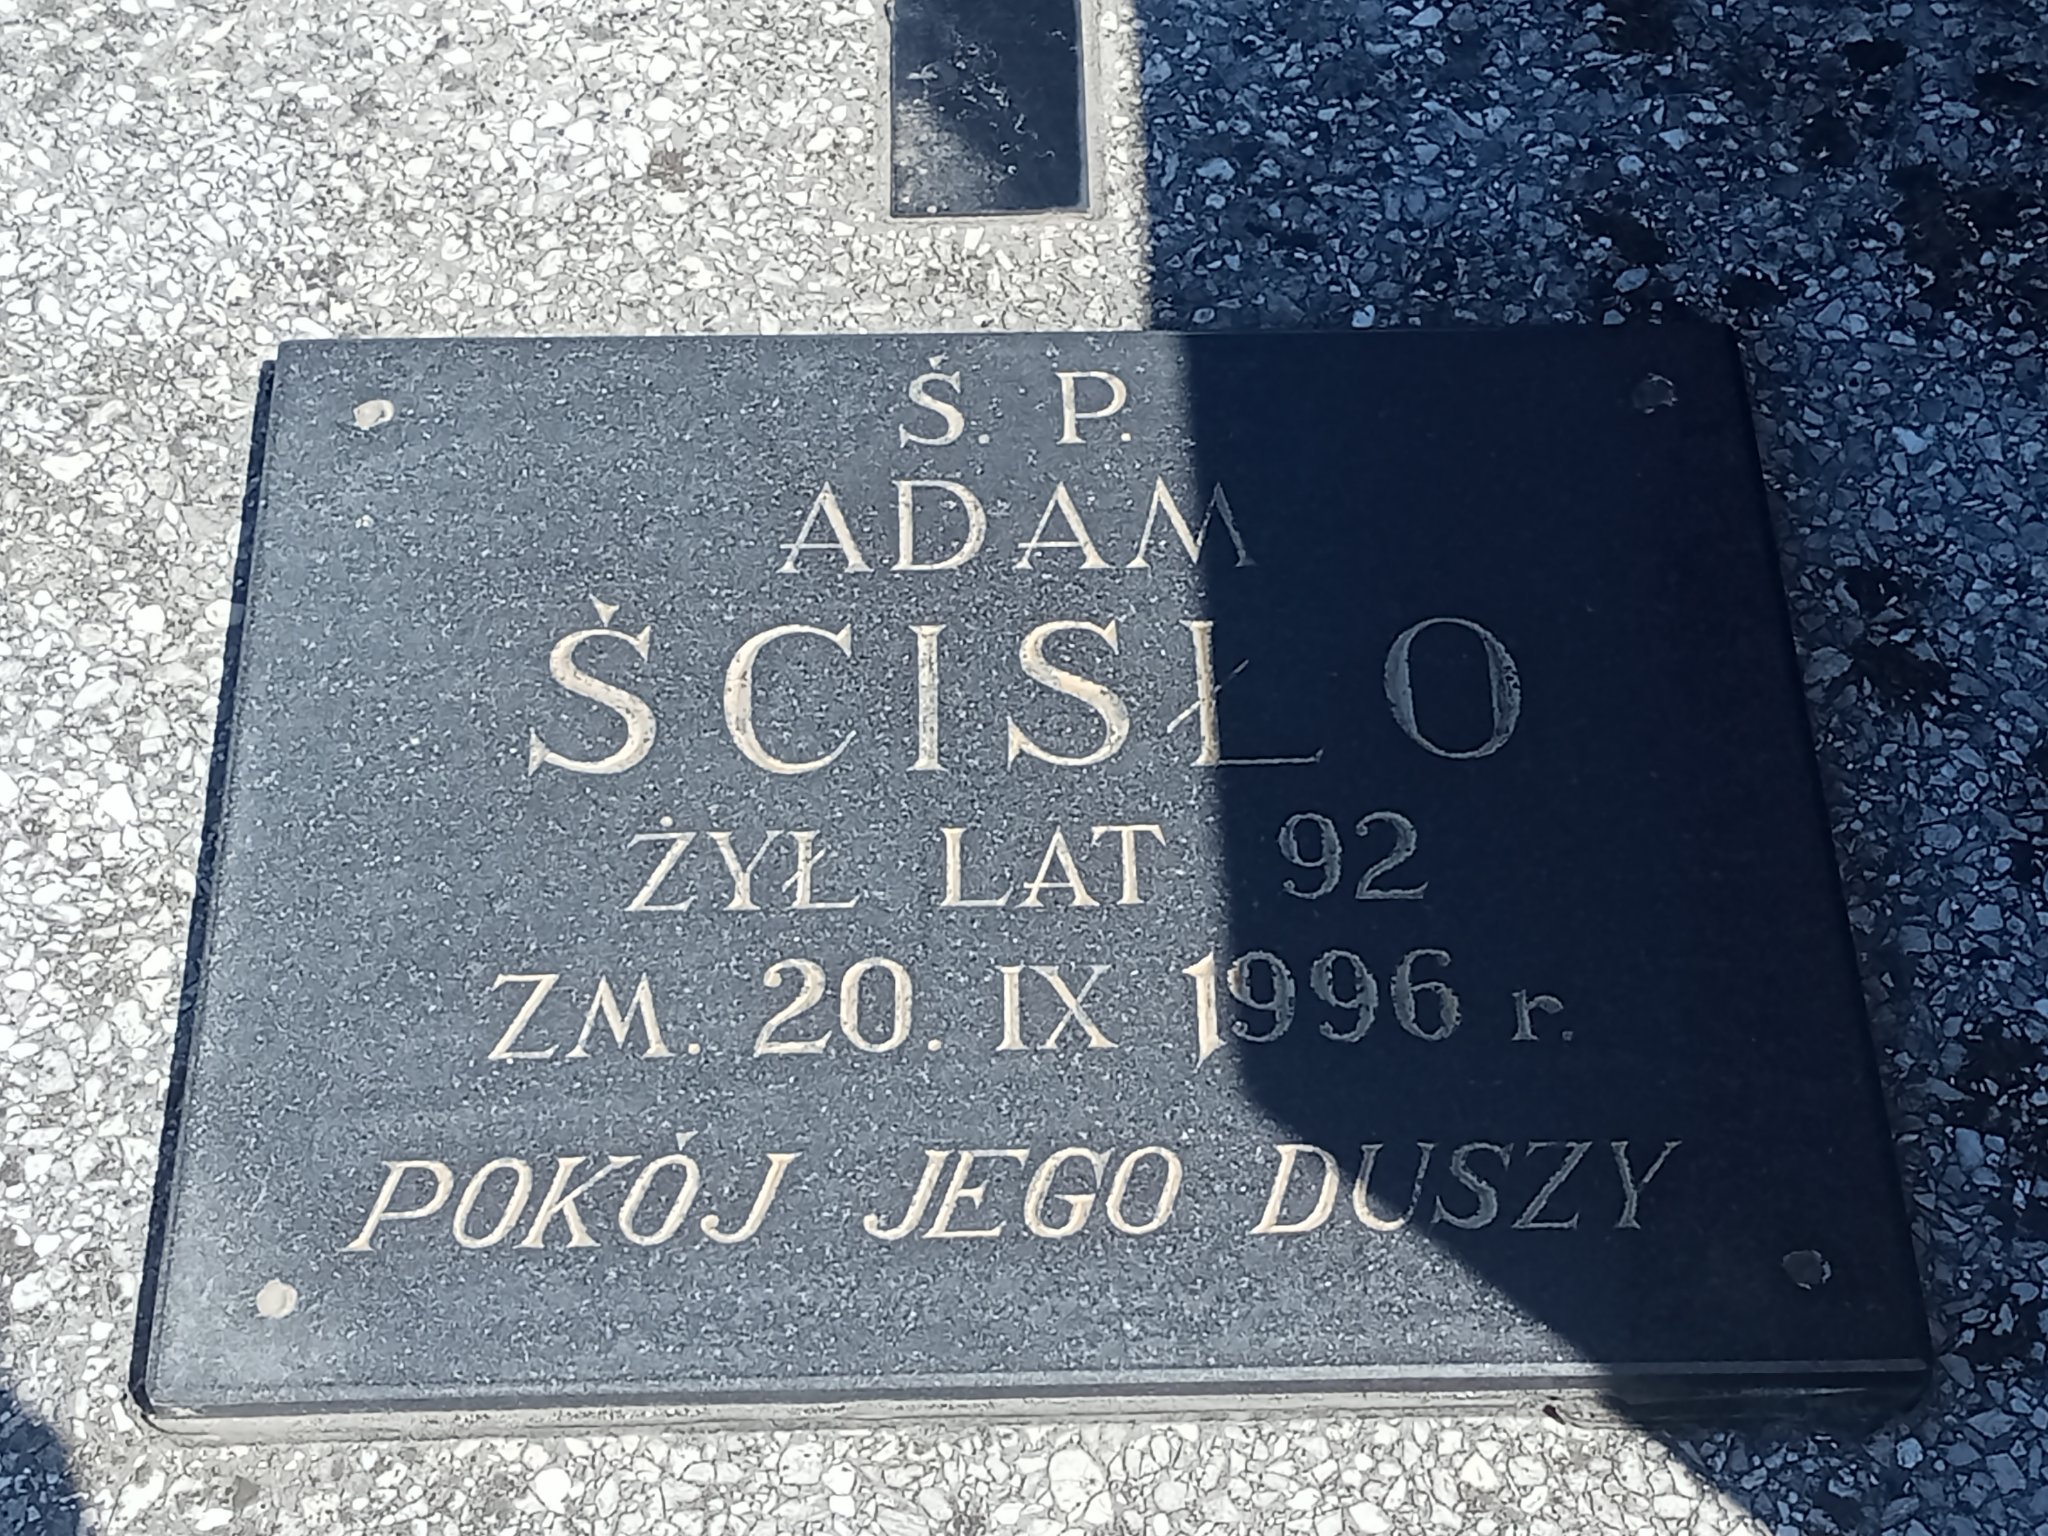 Ś. P.
ADAM
ŚCISŁO
ŻYŁ LAT 92
ZM. 20. IX 1996 r.
POKÓJ JEGO DUSZY